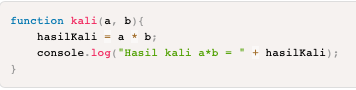 function kali(a, b){
    hasilKali = a * b;
    console.log("Hasil kali a*b = " + hasilKali);
}